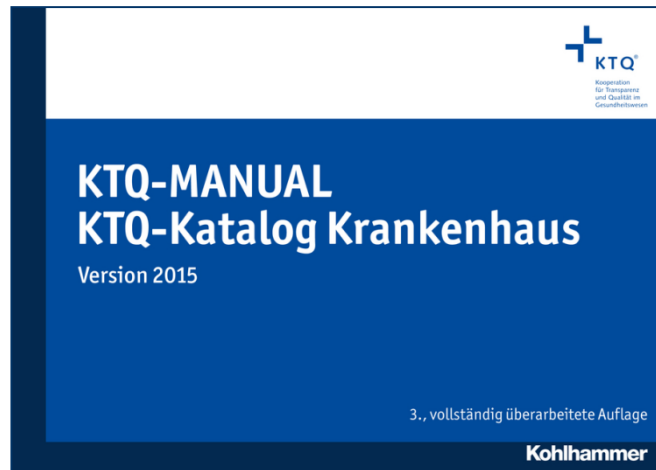 KTQ®
Kooperation
für Transparenz
und Qualität im
Gesundheitswesen
KTQ-MANUAL
KTQ-Katalog Krankenhaus
Version 2015
3., vollständig überarbeitete Auflage
Kohlhammer